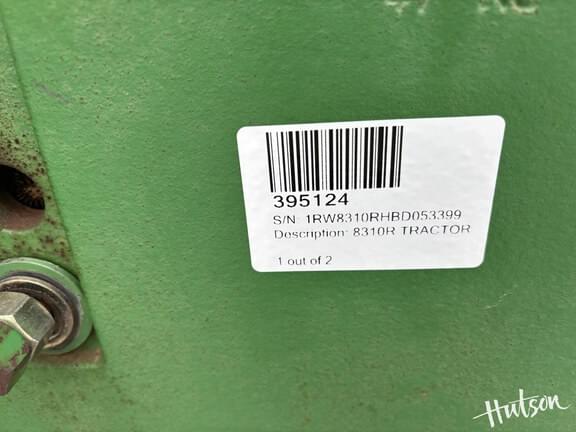 395124
S/N: 1RW8310RHBD053399
Description: 8310R TRACTOR
1 out of 2
Hutson